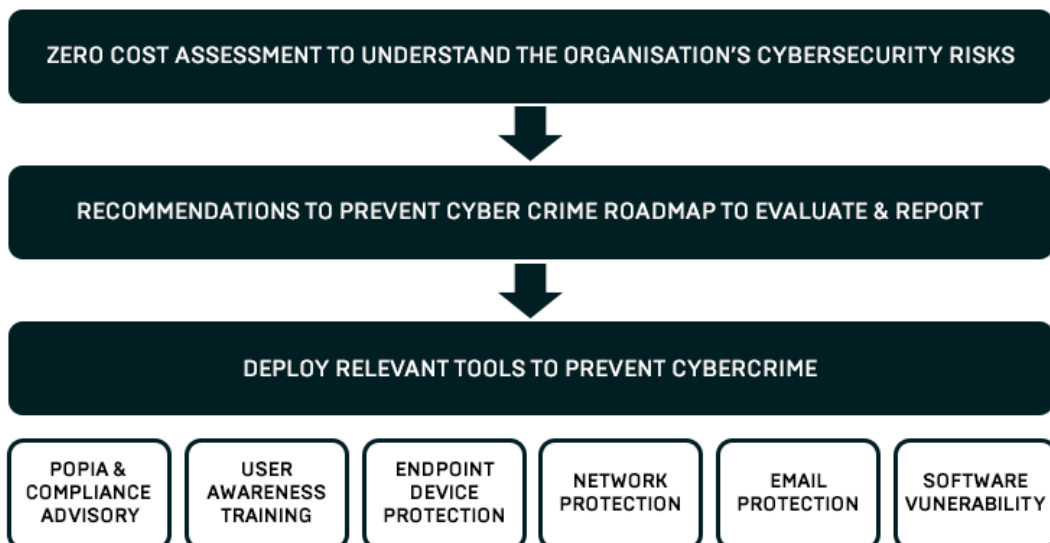 ZERO COST ASSESSMENT TO UNDERSTAND THE ORGANISATION'S CYBERSECURITY RISKS
RECOMMENDATIONS TO PREVENT CYBER CRIME ROADMAP TO EVALUATE & REPORT
DEPLOY RELEVANT TOOLS TO PREVENT CYBERCRIME
POPIA &
COMPLIANCE
ADVISORY
USER
AWARENESS
TRAINING
ENDPOINT
DEVICE
PROTECTION
NETWORK
PROTECTION
EMAIL
PROTECTION
SOFTWARE
VUNERABILITY